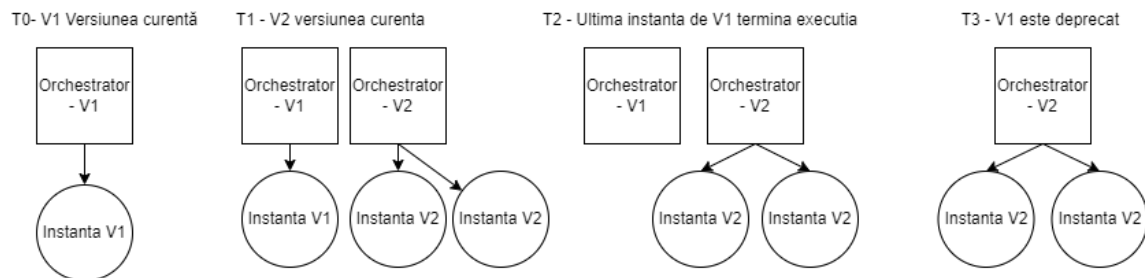 T0- V1 Versiunea curentă
T1 - V2 versiunea curenta
T2 - Ultima instanta de V1 termina executia
T3 - V1 este deprecat
Orchestrator
- V1
Orchestrator
- V1
Orchestrator
- V2
Orchestrator
- V1
Orchestrator
- V2
Orchestrator
- V2
Instanta V1
Instanta V1
Instanta V2
Instanta V2
Instanta V2
Instanta V2
Instanta V2
Instanta V2